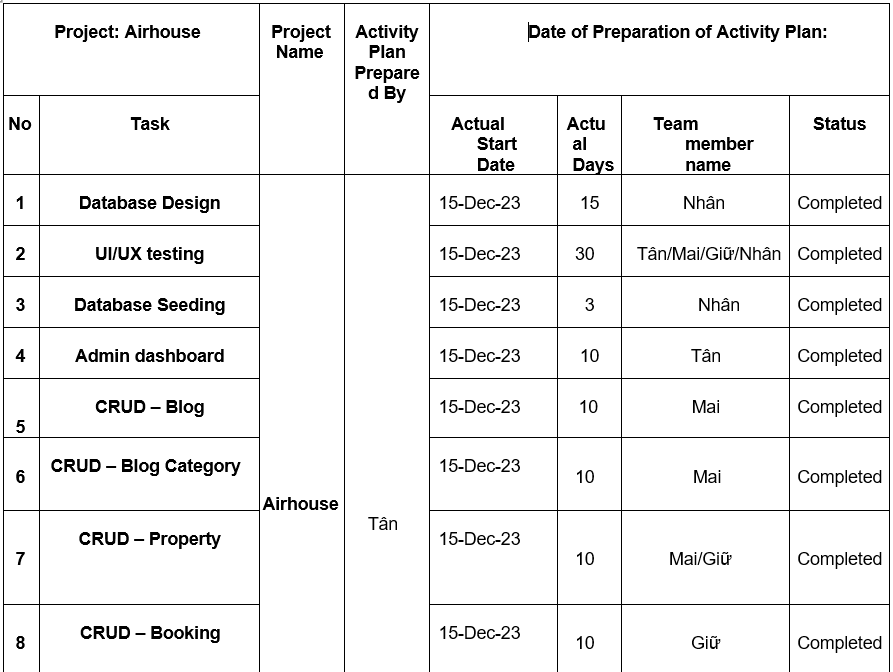 Project: Airhouse
Project
Name
Activity
Plan
Prepare
d By
Date of Preparation of Activity Plan:
No
Task
Actual
Start
Date
Actu
al
Days
Team
member
name
Status
1 Database Design 15-Dec-23 15 Nhân Completed
2 UI/UX testing 15-Dec-23 30 Tân/Mai/Giữ/Nhân Completed
3 Database Seeding 15-Dec-23 3 Nhân Completed
4 Admin dashboard 15-Dec-23 10 Tân Completed
5 CRUD – Blog 15-Dec-23 10 Mai Completed
6 CRUD – Blog Category 15-Dec-23 10 Mai Completed
Airhouse
Tân
7 CRUD – Property 15-Dec-23 10 Mai/Giữ Completed
8 CRUD – Booking 15-Dec-23 10 Giữ Completed